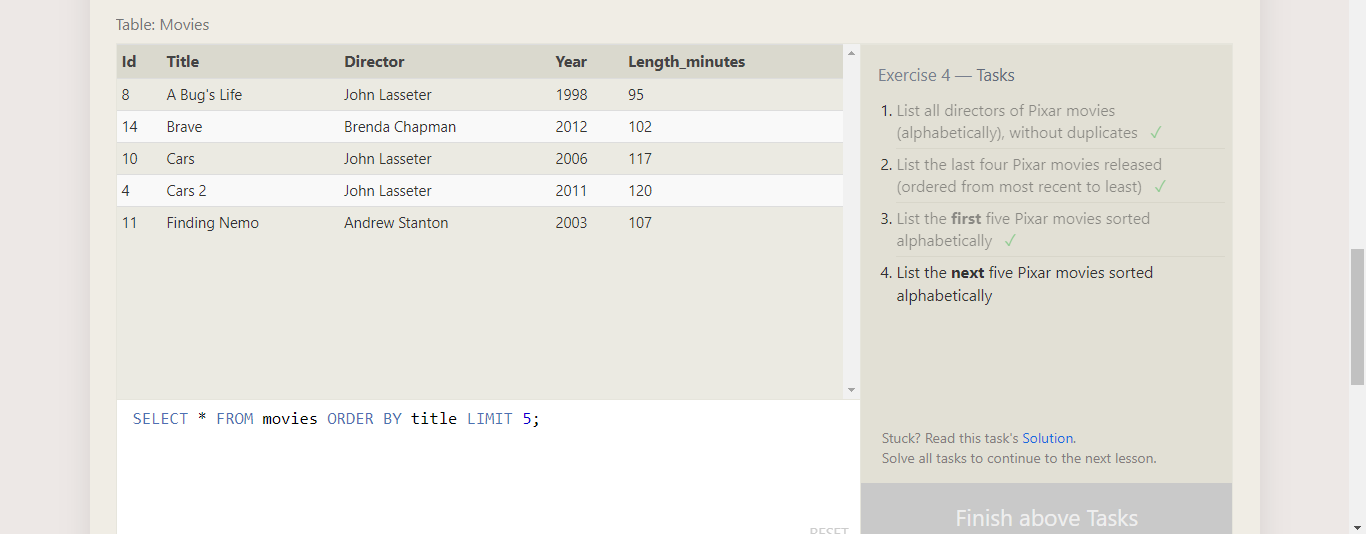 Table: Movies
Id Title Director Year Length_minutes
8 A Bug's Life John Lasseter 1998 95
14 Brave Brenda Chapman 2012 102
10 Cars John Lasseter 2006 117
4 Cars 2 John Lasseter 2011 120
11 Finding Nemo Andrew Stanton 2003 107
SELECT * FROM movies ORDER BY title LIMIT 5;
RESET
Exercise 4 — Tasks
1. List all directors of Pixar movies
(alphabetically), without duplicates ✓
2. List the last four Pixar movies released
(ordered from most recent to least) ✓
3. List the first five Pixar movies sorted
alphabetically ✓
4. List the next five Pixar movies sorted
alphabetically
Stuck? Read this task's Solution.
Solve all tasks to continue to the next lesson.
Finish above Tasks